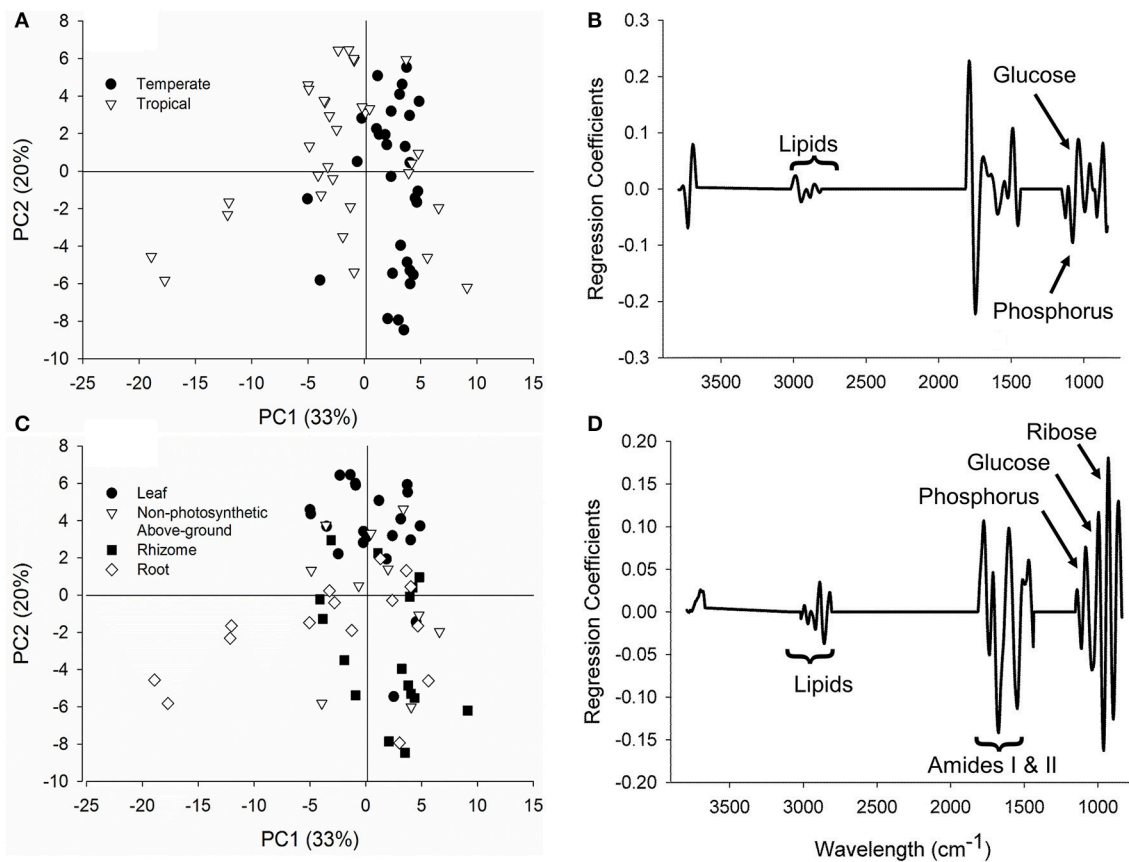 A
8
6
4
2
0
-2
-4
-6
-8
-10
PC2 (20%)
Temperate
Tropical
-25 -20 -15 -10 -5 0 5 10 15
PC1 (33%)
B
0.3
0.2
0.1
0.0
-0.1
-0.2
-0.3
Regression Coefficients
Lipids
Glucose
Phosphorus
3500 3000 2500 2000 1500 1000
C
8
6
4
2
0
-2
-4
-6
-8
-10
PC2 (20%)
Leaf
Non-photosynthetic
Above-ground
Rhizome
Root
-25 -20 -15 -10 -5 0 5 10 15
PC1 (33%)
D
0.20
0.15
0.10
0.05
0.00
-0.05
-0.10
-0.15
-0.20
Regression Coefficients
Ribose
Glucose
Phosphorus
Lipids
Amides I & II
3500 3000 2500 2000 1500 1000
Wavelength (cm-1)